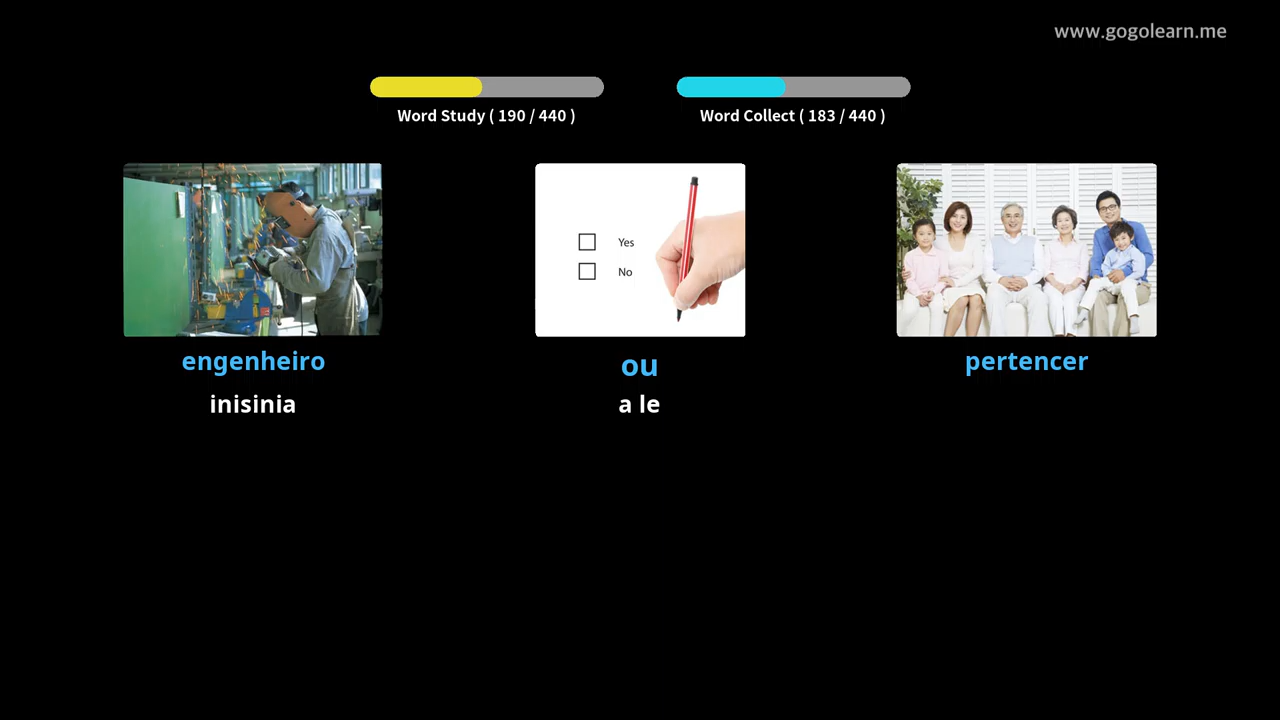 www.gogolearn.me
Word Study ( 190 / 440 )
Word Collect ( 183 / 440 )
Yes
No
engenheiro
ou
pertencer
inisinia
a le